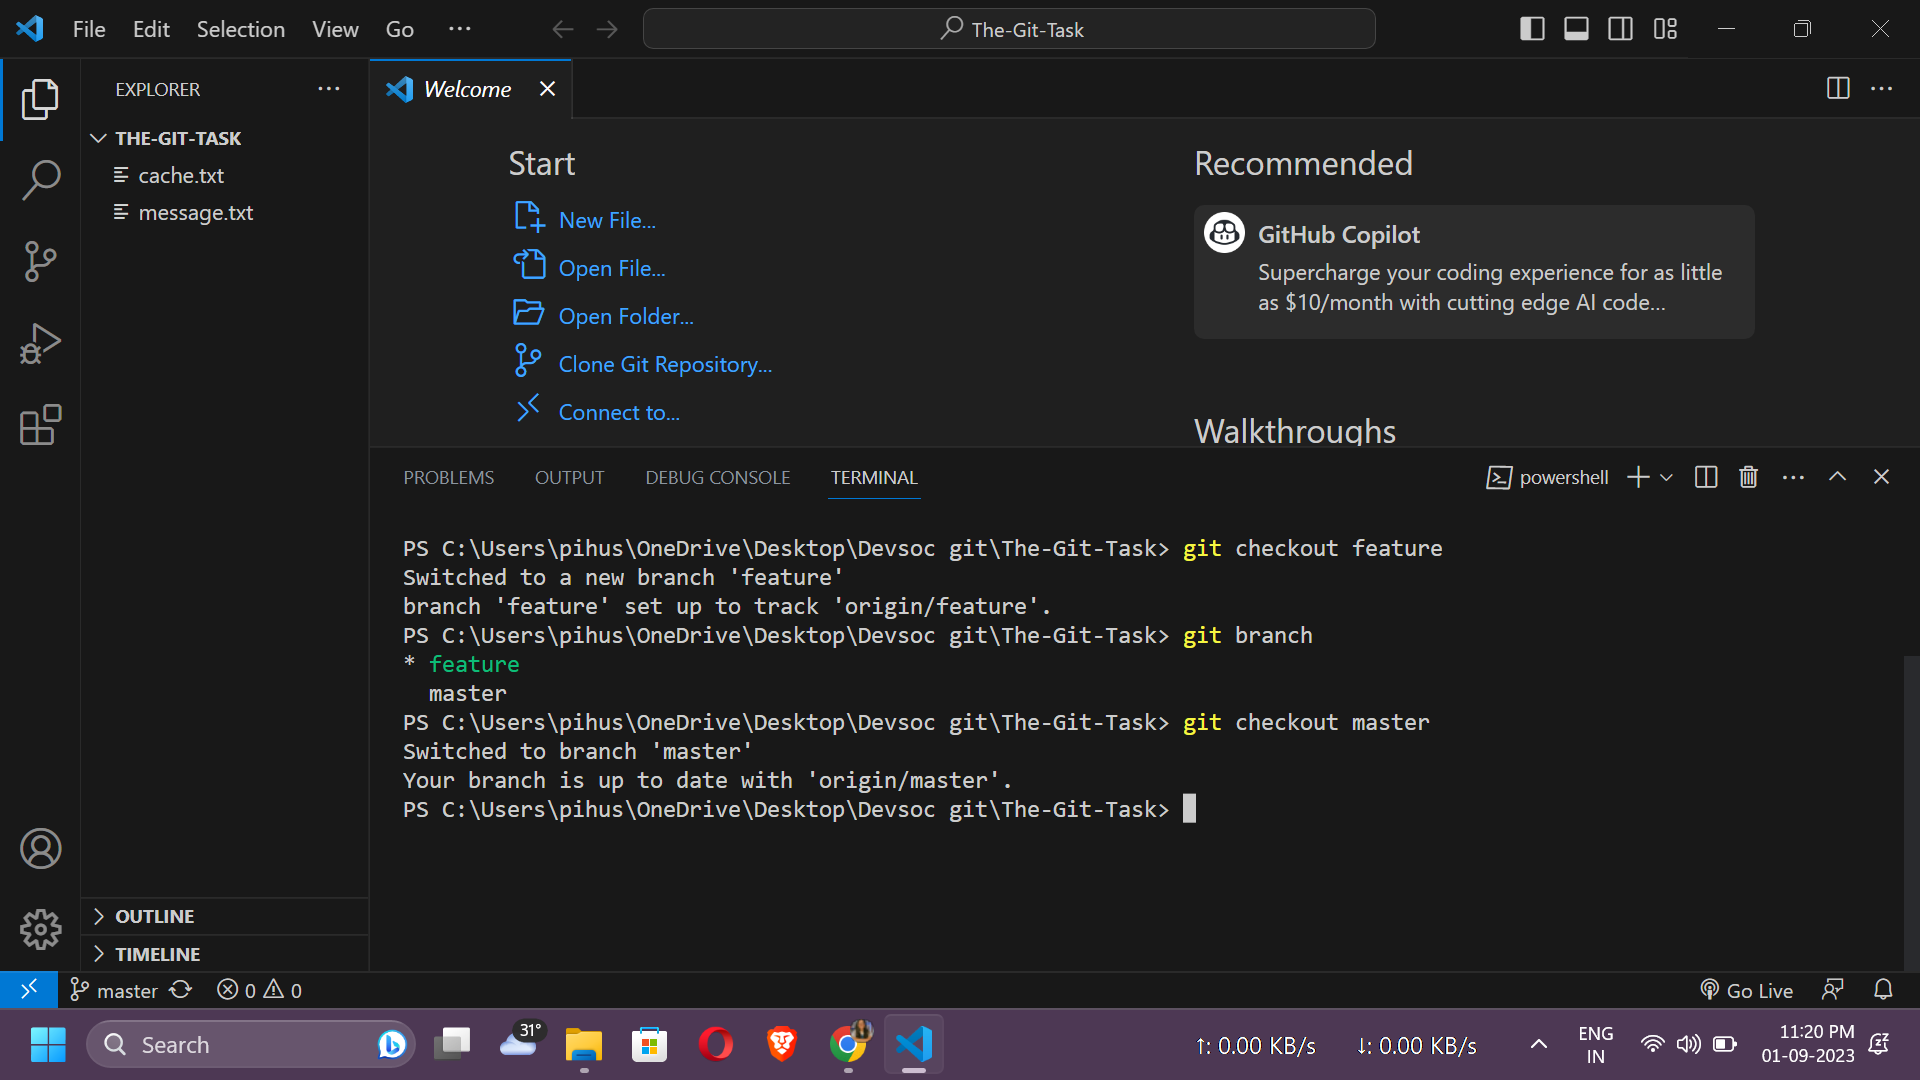 File Edit Selection View Go ··· The-Git-Task
EXPLORER ···
THE-GIT-TASK
cache.txt
message.txt
OUTLINE
TIMELINE
Welcome
Start
New File...
Open File...
Open Folder...
Clone Git Repository...
Connect to...
Recommended
GitHub Copilot
Supercharge your coding experience for as little
as $10/month with cutting edge AI code...
Walkthroughs
PROBLEMS OUTPUT DEBUG CONSOLE TERMINAL powershell
PS C:\Users\pihus\OneDrive\Desktop\Devsoc git\The-Git-Task> git checkout feature
Switched to a new branch 'feature'
branch 'feature' set up to track 'origin/feature'.
PS C:\Users\pihus\OneDrive\Desktop\Devsoc git\The-Git-Task> git branch
* feature
master
PS C:\Users\pihus\OneDrive\Desktop\Devsoc git\The-Git-Task> git checkout master
Switched to branch 'master'
Your branch is up to date with 'origin/master'.
PS C:\Users\pihus\OneDrive\Desktop\Devsoc git\The-Git-Task>
master 0 0 Go Live
Search 31° ↑: 0.00 KB/s ↓: 0.00 KB/s ENG IN 11:20 PM
01-09-2023